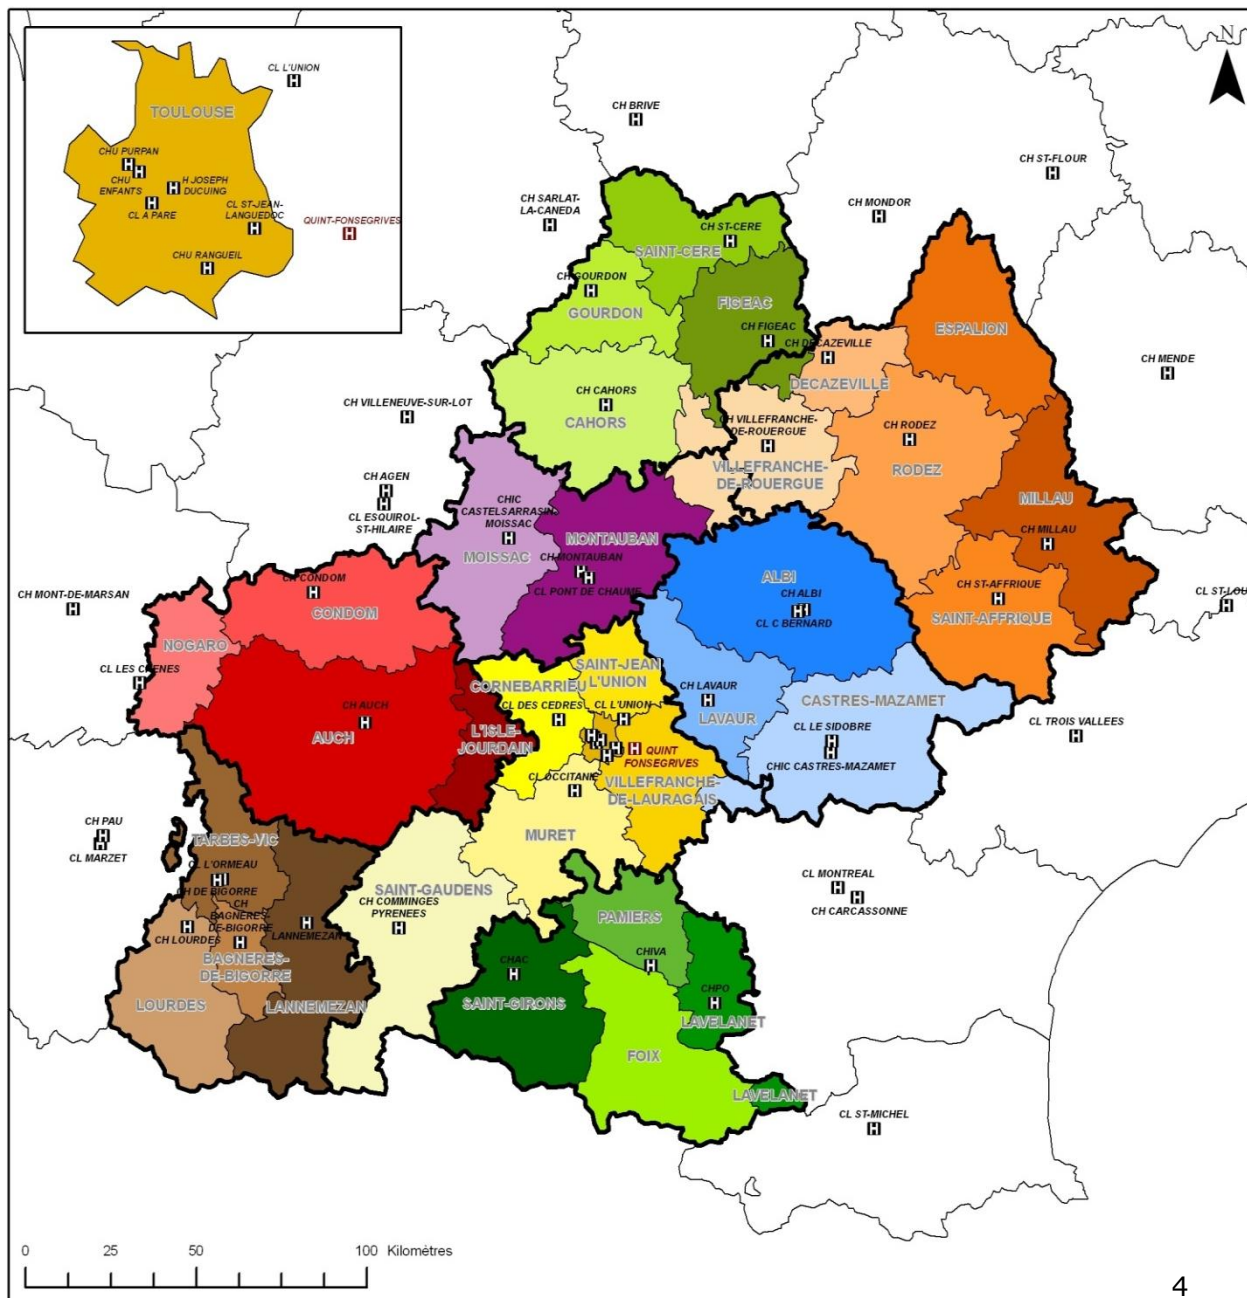 N
CL L'UNION
TOULOUSE
CHU PURPAN
CHU
ENFANTS
H JOSEPH
DUCUING
CL A PARE
CL ST-JEAN-
LANGUEDOC
QUINT-FONSEGRIVES
CHU RANGUEIL
CH BRIVE
CH ST-FLOUR
CH SARLAT-
LA-CANEDA
CH MONDOR
CH ST-CERE
SAINT-CERE
CH GOURDON
GOURDON
FIGEAC
CH FIGEAC
ESPALION
CH DECAZEVILLE
DECAZEVILLE
CH MENDE
CH VILLENEUVE-SUR-LOT
CH CAHORS
CAHORS
CH VILLEFRANCHE-
DE-ROUERGUE
VILLEFRANCHE-
DE-ROUERGUE
CH RODEZ
RODEZ
CH AGEN
CL ESQUIROL-
ST-HILAIRE
CHIC
CASTELSARRASIN-
MOISSAC
MOISSAC
MONTAUBAN
CH MONTAUBAN
CL PONT DE CHAUME
MILLAU
CH MILLAU
CH MONT-DE-MARSAN
CH CONDOM
CONDOM
ALBI
CH ALBI
CL C BERNARD
CH ST-AFFRIQUE
SAINT-AFFRIQUE
CL ST-LOU
NOGARO
CL LES CHENES
CH AUCH
AUCH
L'ISLE-
JOURDAIN
CORNEBARRIEU
CL DES CEDRES
SAINT-JEAN
L'UNION
CL L'UNION
CH LAVAUR
LAVAUR
CASTRES-MAZAMET
CL LE SIDOBRE
CHIC CASTRES-MAZAMET
CL TROIS VALLEES
QUINT
FONSEGRIVES
CL OCCITANIE
VILLEFRANCHE-
DE-LAURAGAIS
MURET
CH PAU
CL MARZET
TARBES-VIC
CL L'ORMEAU
CH DE BIGORRE
CH
BAGNERES-
DE-BIGORRE
CH LOURDES
BAGNERES-
DE-BIGORRE
LOURDES
LANNEMEZAN
LANNEMEZAN
SAINT-GAUDENS
CH COMMINGES
PYRENEES
CL MONTREAL
CH CARCASSONNE
PAMIERS
CHIVA
CHAC
SAINT-GIRONS
CHPO
LAVELANET
FOIX
LAVELANET
CL ST-MICHEL
0 25 50 100 Kilomètres
4